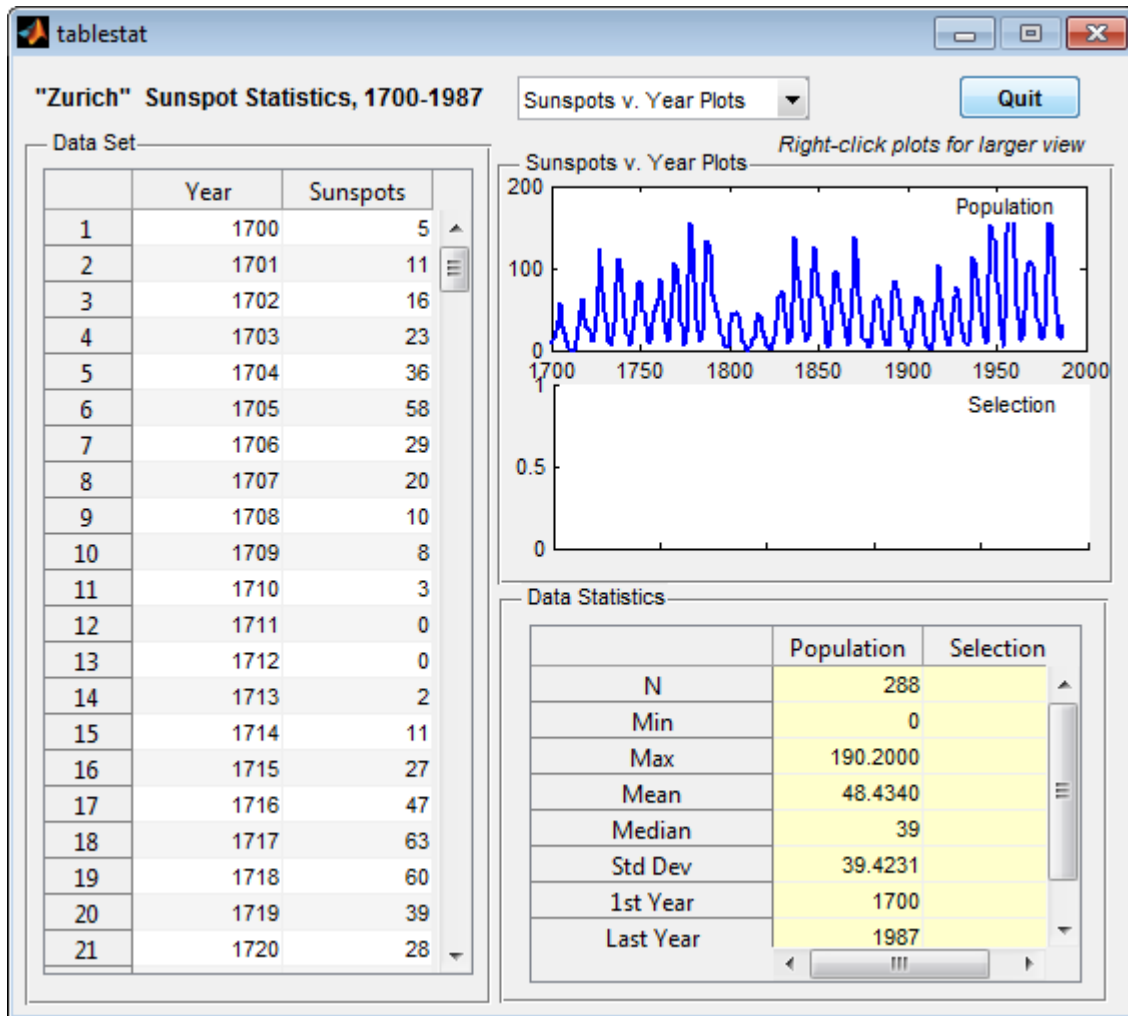 tablestat
"Zurich" Sunspot Statistics, 1700-1987
Sunspots v. Year Plots
Quit
Data Set
Year Sunspots
1 1700 5
2 1701 11
3 1702 16
4 1703 23
5 1704 36
6 1705 58
7 1706 29
8 1707 20
9 1708 10
10 1709 8
11 1710 3
12 1711 0
13 1712 0
14 1713 2
15 1714 11
16 1715 27
17 1716 47
18 1717 63
19 1718 60
20 1719 39
21 1720 28
Right-click plots for larger view
Sunspots v. Year Plots
200
Population
100
0
1700 1750 1800 1850 1900 1950 2000
1
Selection
0.5
0
Data Statistics
Population Selection
N 288
Min 0
Max 190.2000
Mean 48.4340
Median 39
Std Dev 39.4231
1st Year 1700
Last Year 1987